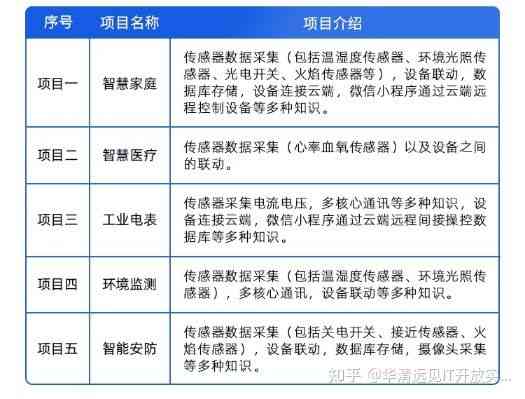 序号 项目名称 项目介绍
传感器数据采集（包括温湿度传感器、环境光照传
感器、光电开关、火焰传感器等），设备联动，数
项目一 智慧家庭
据库存储，设备连接云端，微信小程序通过云端远
程控制设备等多种知识。
传感器数据采集（心率血氧传感器）以及设备之间
项目二 智慧医疗
的联动。
传感器采集电流电压，多核心通讯等多种知识，设
项目三 工业电表
备连接云端，微信小程序通过云端远程间接操控数
据库等多种知识。
传感器数据采集（包括温湿度传感器、环境光照传
项目四 环境监测
感器），多核心通讯，设备联动等多种知识。
传感器数据采集（包括关电开关、接近传感器、火
项目五 智能安防
焰传感器），设备联动，数据库存储，摄像头采集
等多种知识。
知乎 @华清远见IT开放实...